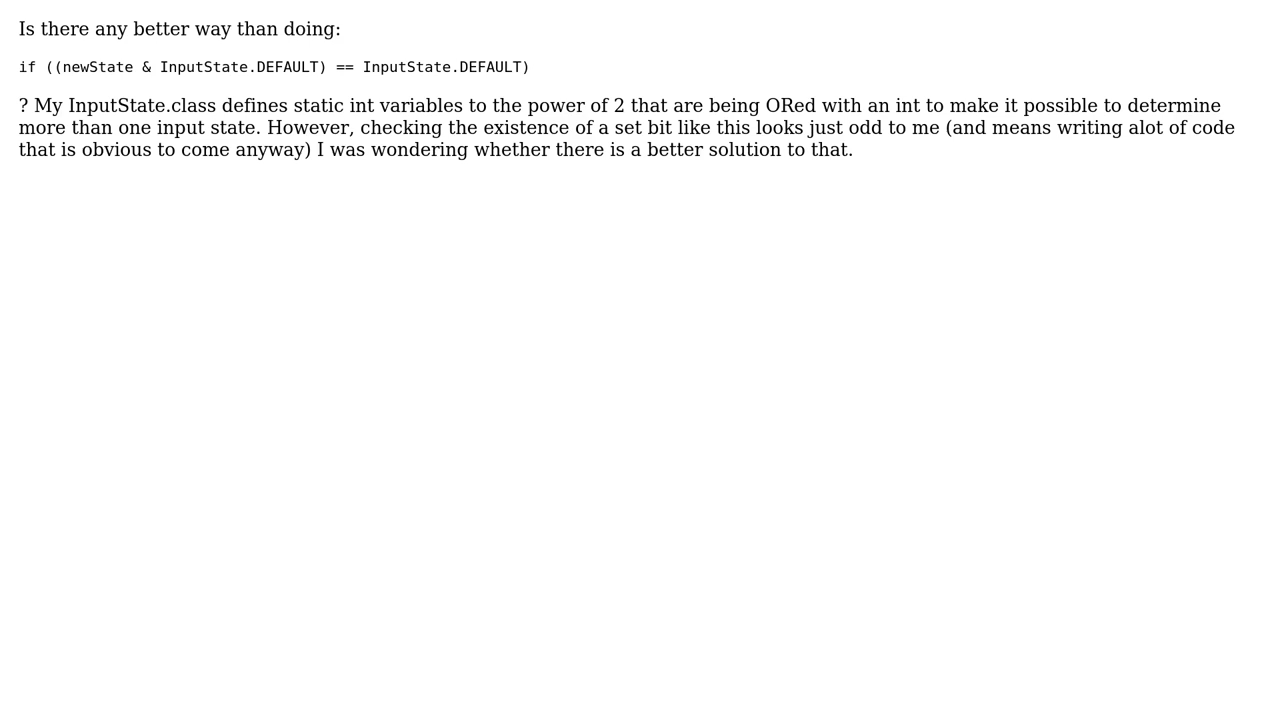 Is there any better way than doing:
if ((newState & InputState.DEFAULT) == InputState.DEFAULT)
? My InputState.class defines static int variables to the power of 2 that are being ORed with an int to make it possible to determine
more than one input state. However, checking the existence of a set bit like this looks just odd to me (and means writing alot of code
that is obvious to come anyway) I was wondering whether there is a better solution to that.